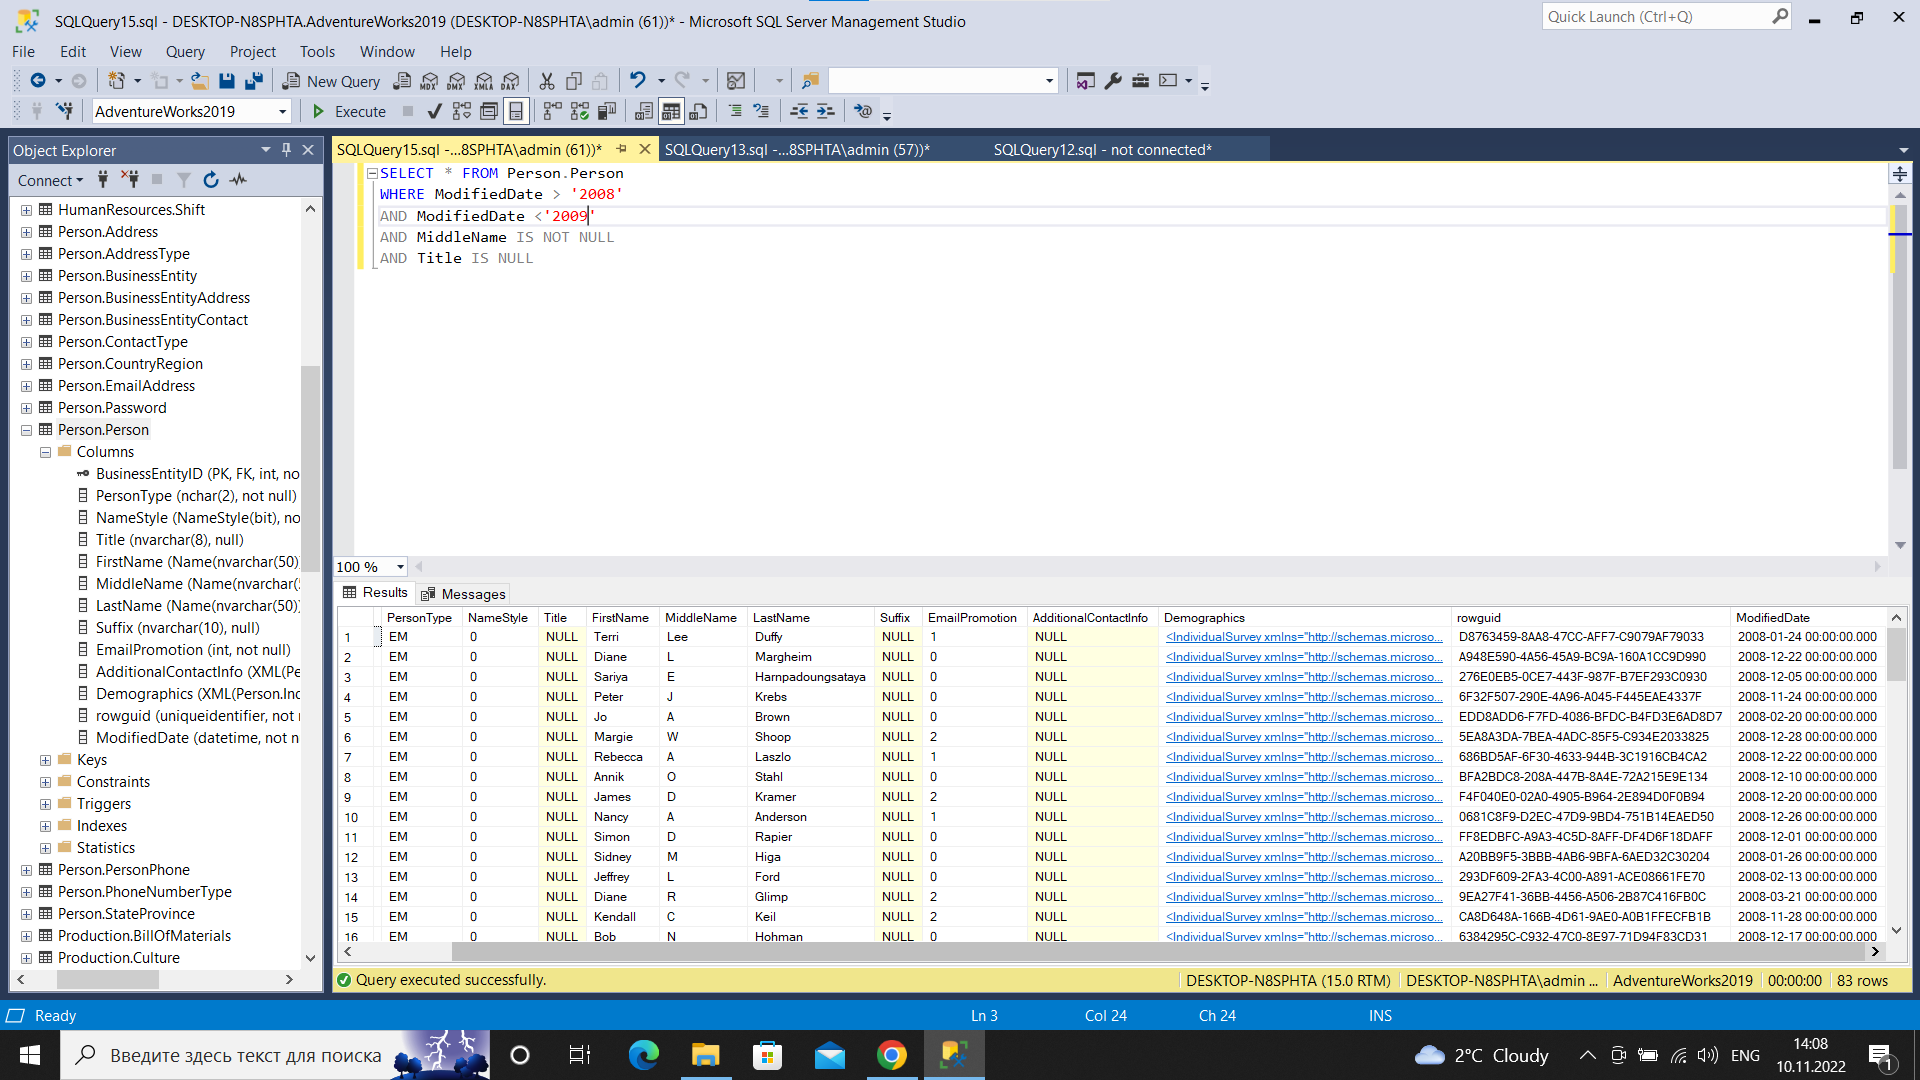 SQLQuery15.sql - DESKTOP-N8SPHTA.AdventureWorks2019 (DESKTOP-N8SPHTA\admin (61))* - Microsoft SQL Server Management Studio
Quick Launch (Ctrl+Q)
File Edit View Query Project Tools Window Help
New Query
MDX DMX XMLA DAX
AdventureWorks2019
Execute
Object Explorer
Connect
HumanResources.Shift
Person.Address
Person.AddressType
Person.BusinessEntity
Person.BusinessEntityAddress
Person.BusinessEntityContact
Person.ContactType
Person.CountryRegion
Person.EmailAddress
Person.Password
Person.Person
Columns
BusinessEntityID (PK, FK, int, no
PersonType (nchar(2), not null)
NameStyle (NameStyle(bit), no
Title (nvarchar(8), null)
FirstName (Name(nvarchar(50)
MiddleName (Name(nvarchar(
LastName (Name(nvarchar(50))
Suffix (nvarchar(10), null)
EmailPromotion (int, not null)
AdditionalContactInfo (XML(Pe
Demographics (XML(Person.Inc
rowguid (uniqueidentifier, not
ModifiedDate (datetime, not n
Keys
Constraints
Triggers
Indexes
Statistics
Person.PersonPhone
Person.PhoneNumberType
Person.StateProvince
Production.BillOfMaterials
Production.Culture
SQLQuery15.sql -...8SPHTA\admin (61))* SQLQuery13.sql -...8SPHTA\admin (57))* SQLQuery12.sql - not connected*
SELECT * FROM Person.Person
WHERE ModifiedDate > '2008'
AND ModifiedDate <'2009'
AND MiddleName IS NOT NULL
AND Title IS NULL
100 %
Results Messages
PersonType NameStyle Title FirstName MiddleName LastName Suffix EmailPromotion AdditionalContactInfo Demographics rowguid ModifiedDate
1 EM 0 NULL Terri Lee Duffy NULL 1 NULL <IndividualSurvey xmlns="http://schemas.microso... D8763459-8AA8-47CC-AFF7-C9079AF79033 2008-01-24 00:00:00.000
2 EM 0 NULL Diane L Margheim NULL 0 NULL <IndividualSurvey xmlns="http://schemas.microso... A948E590-4A56-45A9-BC9A-160A1CC9D990 2008-12-22 00:00:00.000
3 EM 0 NULL Sariya E Harnpadoungsataya NULL 0 NULL <IndividualSurvey xmlns="http://schemas.microso... 276E0EB5-0CE7-443F-987F-B7EF293C0930 2008-12-05 00:00:00.000
4 EM 0 NULL Peter J Krebs NULL 0 NULL <IndividualSurvey xmlns="http://schemas.microso... 6F32F507-290E-4A96-A045-F445EAE4337F 2008-11-24 00:00:00.000
5 EM 0 NULL Jo A Brown NULL 0 NULL <IndividualSurvey xmlns="http://schemas.microso... EDD8ADD6-F7FD-4086-BFDC-B4FD3E6AD8D7 2008-02-20 00:00:00.000
6 EM 0 NULL Margie W Shoop NULL 2 NULL <IndividualSurvey xmlns="http://schemas.microso... 5EA8A3DA-7BEA-4ADC-85F5-C934E2033825 2008-12-28 00:00:00.000
7 EM 0 NULL Rebecca A Laszlo NULL 1 NULL <IndividualSurvey xmlns="http://schemas.microso... 686BD5AF-6F30-4633-944B-3C1916CB4CA2 2008-12-22 00:00:00.000
8 EM 0 NULL Annik O Stahl NULL 0 NULL <IndividualSurvey xmlns="http://schemas.microso... BFA2BDC8-208A-447B-8A4E-72A215E9E134 2008-12-10 00:00:00.000
9 EM 0 NULL James D Kramer NULL 2 NULL <IndividualSurvey xmlns="http://schemas.microso... F4F040E0-02A0-4905-B964-2E894D0F0B94 2008-12-20 00:00:00.000
10 EM 0 NULL Nancy A Anderson NULL 1 NULL <IndividualSurvey xmlns="http://schemas.microso... 0681C8F9-D2EC-47D9-9BD4-751B14EAED50 2008-12-26 00:00:00.000
11 EM 0 NULL Simon D Rapier NULL 0 NULL <IndividualSurvey xmlns="http://schemas.microso... FF8EDBFC-A9A3-4C5D-8AFF-DF4D6F18DAFF 2008-12-01 00:00:00.000
12 EM 0 NULL Sidney M Higa NULL 0 NULL <IndividualSurvey xmlns="http://schemas.microso... A20BB9F5-3BBB-4AB6-9BFA-6AED32C30204 2008-01-26 00:00:00.000
13 EM 0 NULL Jeffrey L Ford NULL 0 NULL <IndividualSurvey xmlns="http://schemas.microso... 293DF609-2FA3-4C00-A891-ACE08661FE70 2008-02-13 00:00:00.000
14 EM 0 NULL Diane R Glimp NULL 2 NULL <IndividualSurvey xmlns="http://schemas.microso... 9EA27F41-36BB-4456-A506-2B87C416FB0C 2008-03-21 00:00:00.000
15 EM 0 NULL Kendall C Keil NULL 2 NULL <IndividualSurvey xmlns="http://schemas.microso... CA8D648A-166B-4D61-9AE0-A0B1FFECFB1B 2008-11-28 00:00:00.000
16 EM 0 NULL Bob N Hohman NULL 0 NULL <IndividualSurvey xmlns="http://schemas.microso... 6384295C-C932-47C0-8E97-71D94F83CD31 2008-12-17 00:00:00.000
Query executed successfully. DESKTOP-N8SPHTA (15.0 RTM) DESKTOP-N8SPHTA\admin ... AdventureWorks2019 00:00:00 83 rows
Ready Ln 3 Col 24 Ch 24 INS
Введите здесь текст для поиска 2°C Cloudy ENG 14:08
10.11.2022 1